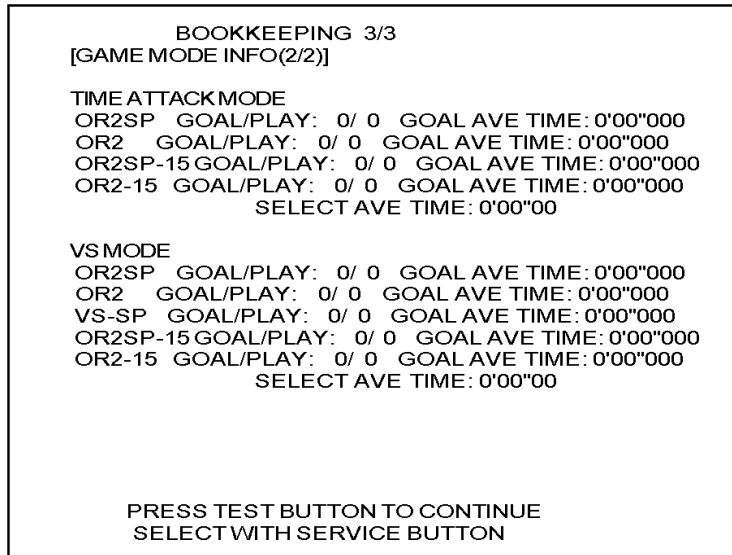 BOOKKEEPING 3/3
[GAME MODE INFO(2/2)]
TIME ATTACK MODE
OR2SP GOAL/PLAY: 0/ 0 GOAL AVE TIME: 0'00"000
OR2 GOAL/PLAY: 0/ 0 GOAL AVE TIME: 0'00"000
OR2SP-15 GOAL/PLAY: 0/ 0 GOAL AVE TIME: 0'00"000
OR2-15 GOAL/PLAY: 0/ 0 GOAL AVE TIME: 0'00"000
SELECT AVE TIME: 0'00"00
VS MODE
OR2SP GOAL/PLAY: 0/ 0 GOAL AVE TIME: 0'00"000
OR2 GOAL/PLAY: 0/ 0 GOAL AVE TIME: 0'00"000
VS-SP GOAL/PLAY: 0/ 0 GOAL AVE TIME: 0'00"000
OR2SP-15 GOAL/PLAY: 0/ 0 GOAL AVE TIME: 0'00"000
OR2-15 GOAL/PLAY: 0/ 0 GOAL AVE TIME: 0'00"000
SELECT AVE TIME: 0'00"00
PRESS TEST BUTTON TO CONTINUE
SELECT WITH SERVICE BUTTON